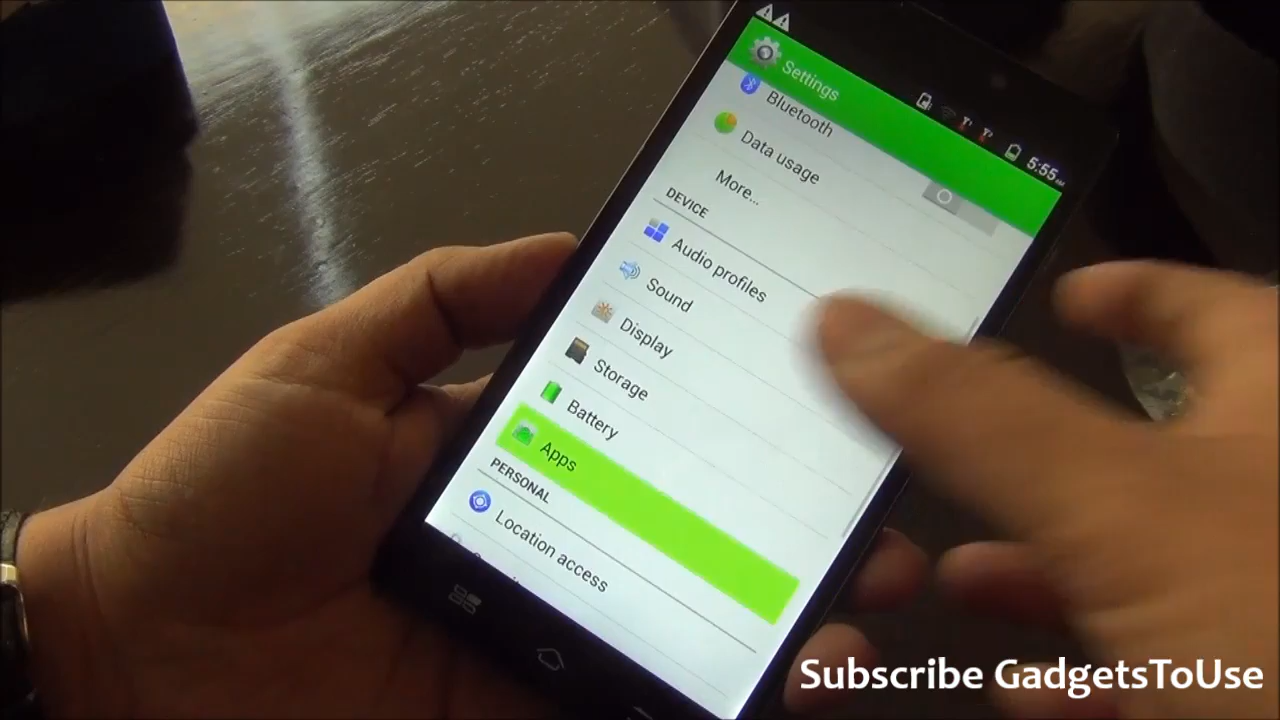 5:55
Settings
Bluetooth
Data usage
More...
DEVICE
Audio profiles
Sound
Display
Storage
Battery
Apps
PERSONAL
Location access
Subscribe GadgetsToUse